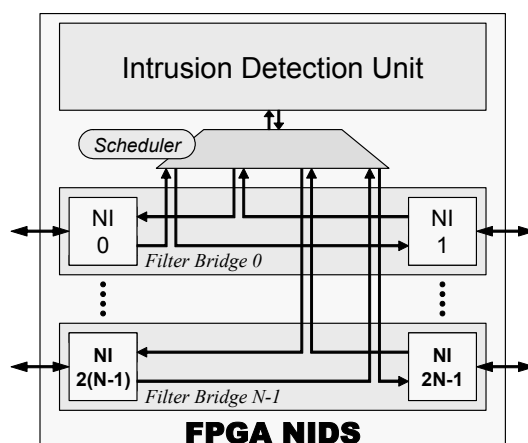 Intrusion Detection Unit
Scheduler
NI
0
NI
1
Filter Bridge 0
NI
2(N-1)
NI
2N-1
Filter Bridge N-1
FPGA NIDS